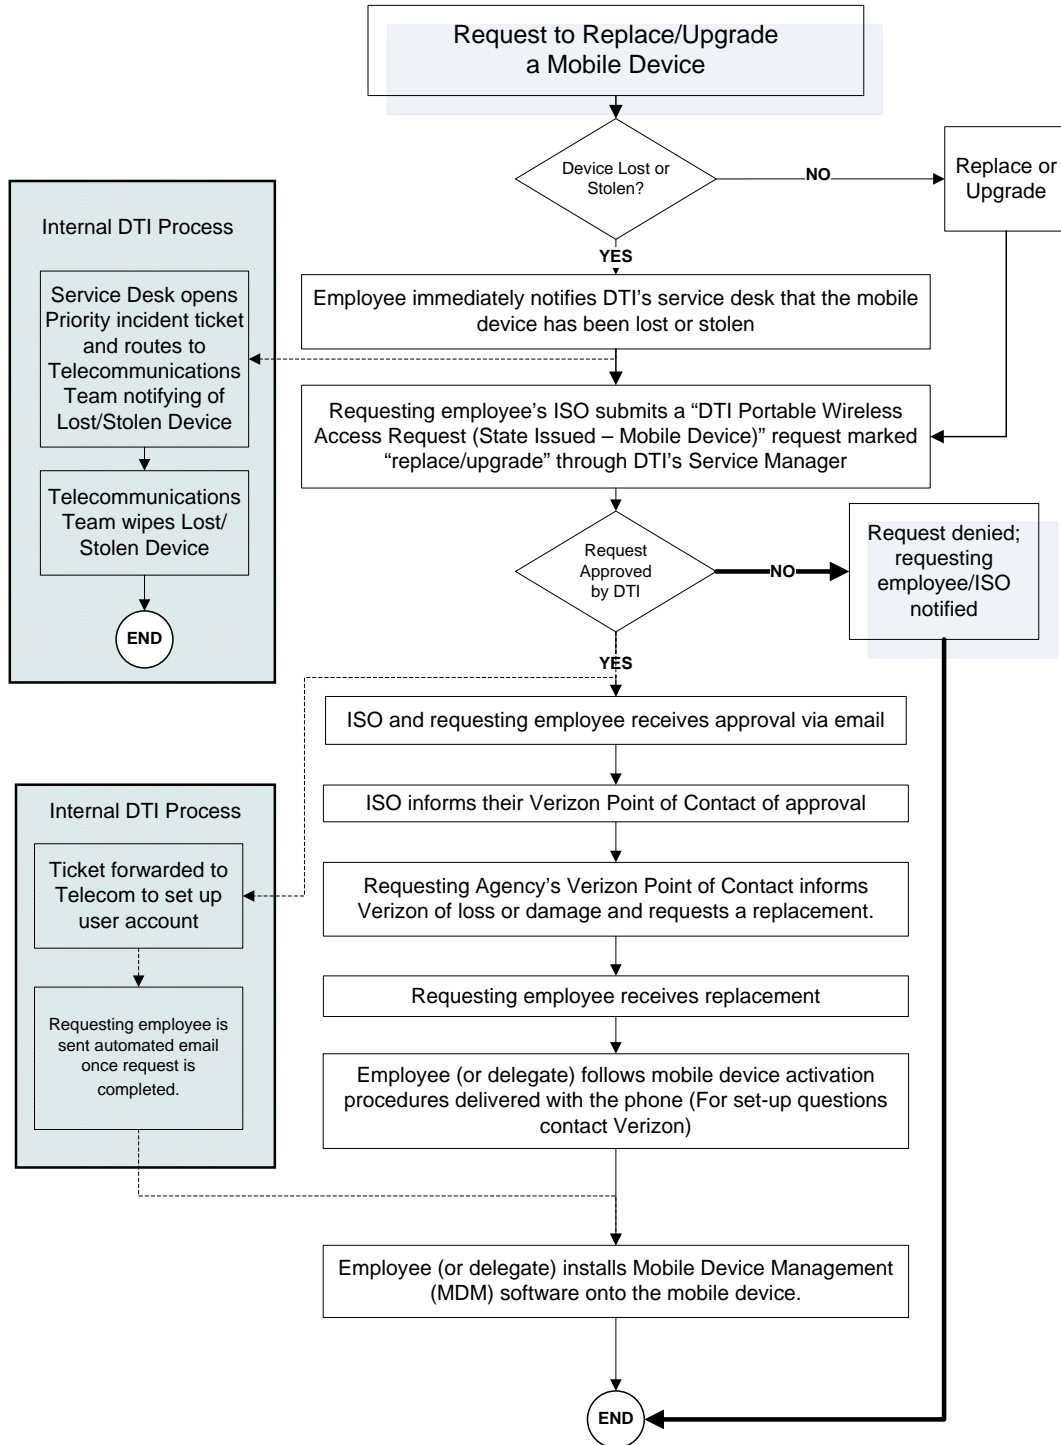 Request to Replace/Upgrade
a Mobile Device
Device Lost or
Stolen?
NO
Replace or
Upgrade
YES
Internal DTI Process
Service Desk opens
Priority incident ticket
and routes to
Telecommunications
Team notifying of
Lost/Stolen Device
Telecommunications
Team wipes Lost/
Stolen Device
END
Employee immediately notifies DTI’s service desk that the mobile
device has been lost or stolen
Requesting employee’s ISO submits a “DTI Portable Wireless
Access Request (State Issued – Mobile Device)” request marked
“replace/upgrade” through DTI’s Service Manager
Request
Approved
by DTI
NO
Request denied;
requesting
employee/ISO
notified
YES
ISO and requesting employee receives approval via email
ISO informs their Verizon Point of Contact of approval
Requesting Agency’s Verizon Point of Contact informs
Verizon of loss or damage and requests a replacement.
Requesting employee receives replacement
Employee (or delegate) follows mobile device activation
procedures delivered with the phone (For set-up questions
contact Verizon)
Internal DTI Process
Ticket forwarded to
Telecom to set up
user account
Requesting employee is
sent automated email
once request is
completed.
Employee (or delegate) installs Mobile Device Management
(MDM) software onto the mobile device.
END